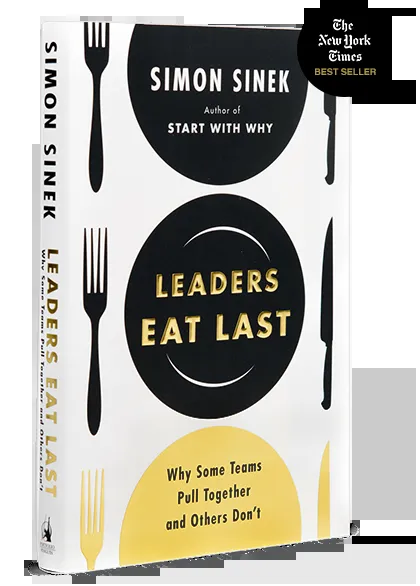 SIMON SINEK
LEADERS EAT LAST
Why Some Teams Pull Together and Others Don't
SIMON SINEK
Author of
START WITH WHY
LEADERS
EAT LAST
Why Some Teams
Pull Together
and Others Don't
The
New York
Times
BEST SELLER